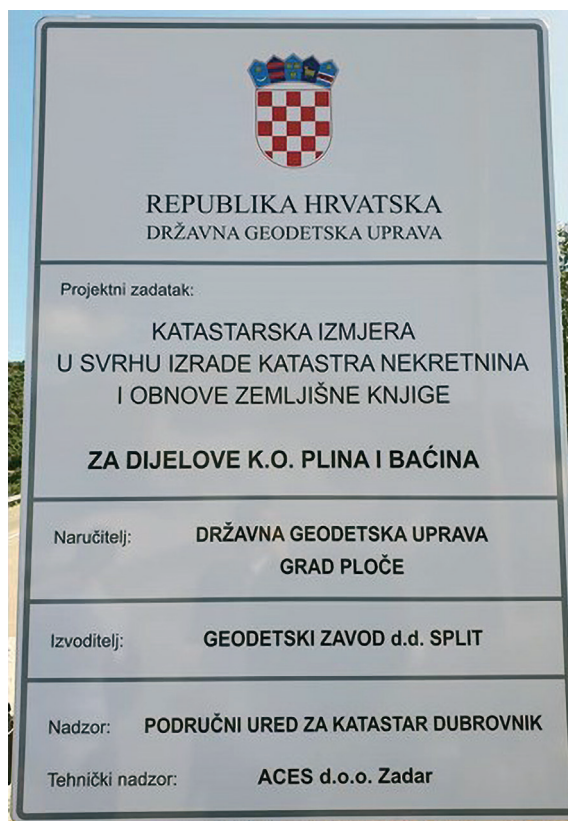 REPUBLIKA HRVATSKA
DRŽAVNA GEODETSKA UPRAVA
Projektni zadatak:
KATASTARSKA IZMJERA
U SVRHU IZRADE KATASTRA NEKRETNINA
I OBNOVE ZEMLJIŠNE KNJIGE
ZA DIJELOVE K.O. PLINA I BAĆINA
Naručitelj: DRŽAVNA GEODETSKA UPRAVA
GRAD PLOČE
Izvoditelj: GEODETSKI ZAVOD d.d. SPLIT
Nadzor: PODRUČNI URED ZA KATASTAR DUBROVNIK
Tehnički nadzor: ACES d.o.o. Zadar